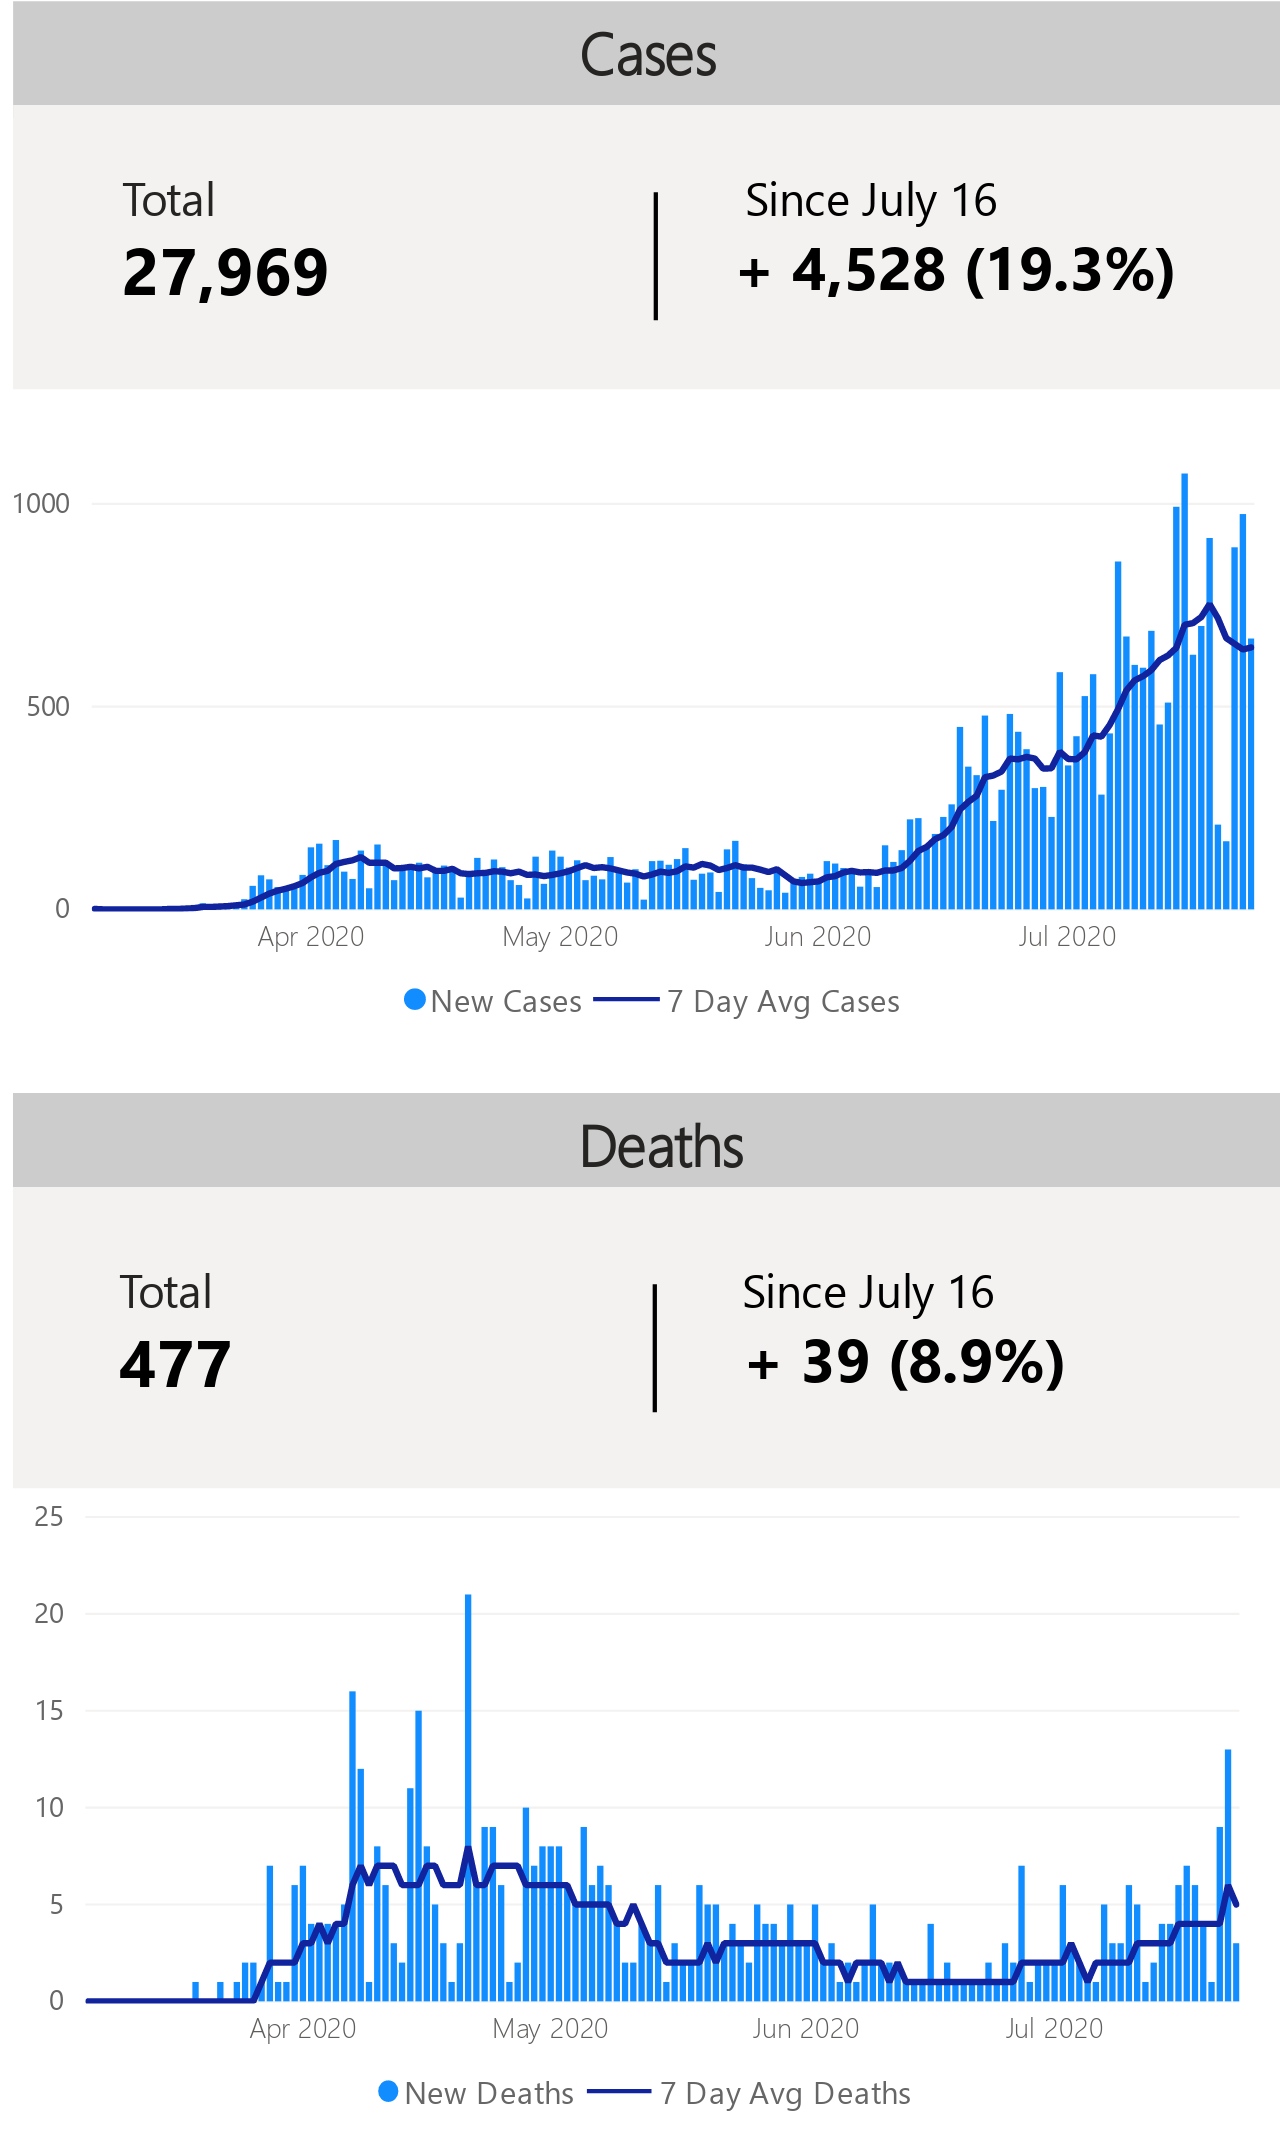 Cases
Total
27,969
Since July 16
+ 4,528 (19.3%)
1000
500
0
Apr 2020
May 2020
Jun 2020
Jul 2020
New Cases
7 Day Avg Cases
Deaths
Total
477
Since July 16
+ 39 (8.9%)
25
20
15
10
5
0
Apr 2020
May 2020
Jun 2020
Jul 2020
New Deaths
7 Day Avg Deaths